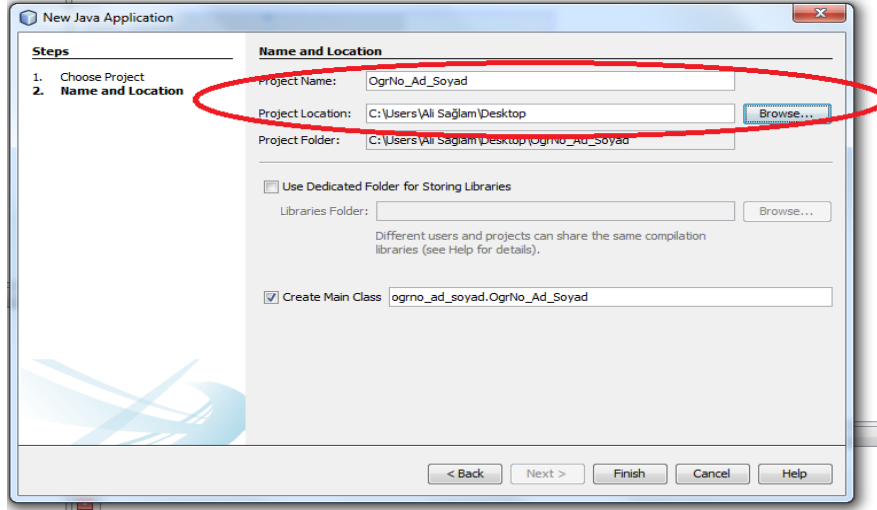 New Java Application
Steps
1. Choose Project
2. Name and Location
Name and Location
Project Name: OgrNo_Ad_Soyad
Project Location: C:\Users\Ali Sağlam\Desktop Browse...
Project Folder: C:\Users\Ali Sağlam\Desktop\OgrNo_Ad_Soyad
Use Dedicated Folder for Storing Libraries
Libraries Folder: Browse...
Different users and projects can share the same compilation
libraries (see Help for details).
Create Main Class ogrno_ad_soyad.OgrNo_Ad_Soyad
< Back Next > Finish Cancel Help